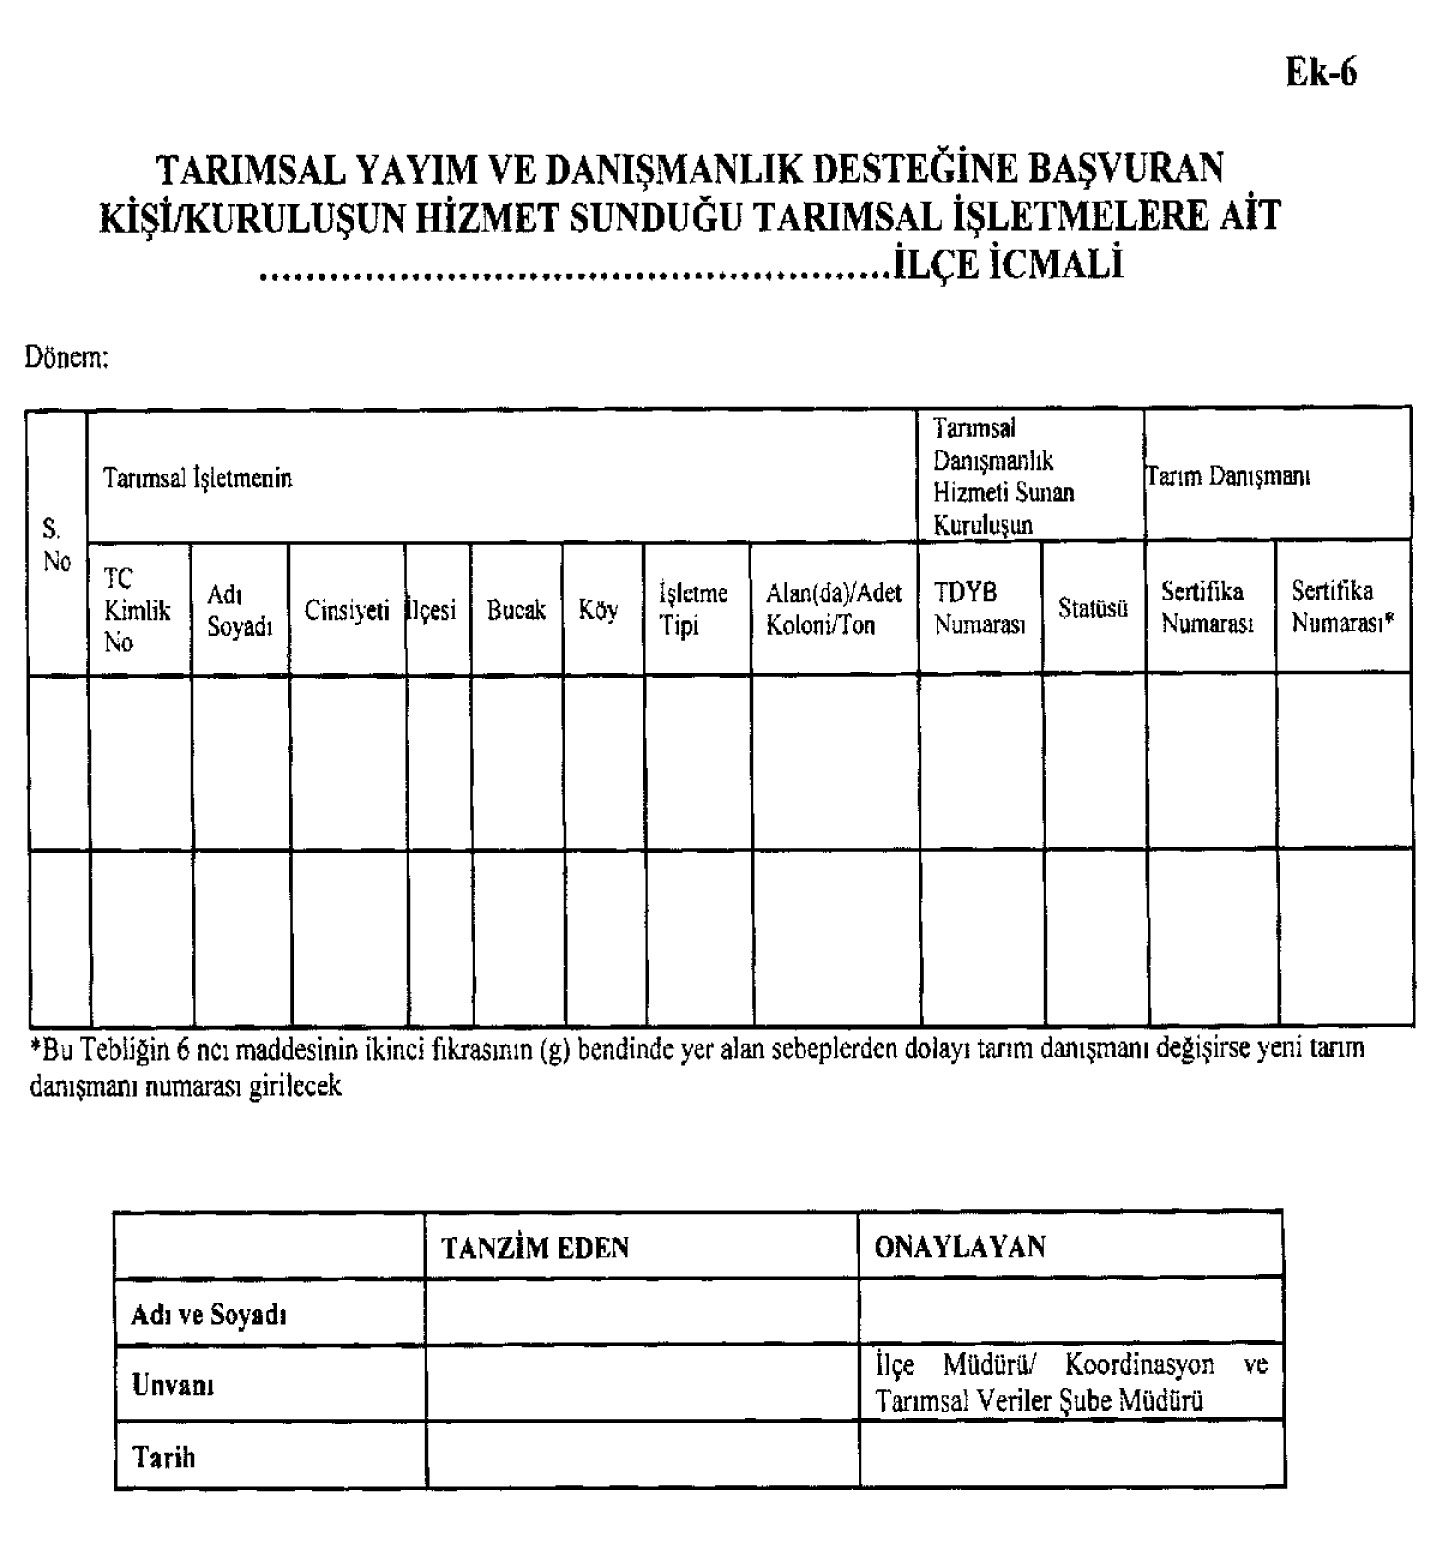 Ek-6
TARIMSAL YAYIM VE DANIŞMANLIK DESTEĞİNE BAŞVURAN
KİŞİ/KURULUŞUN HİZMET SUNDUĞU TARIMSAL İŞLETMELERE AİT
......................................................İLÇE İCMALİ
Dönem:
S.
No
Tarımsal İşletmenin
Tarımsal
Danışmanlık
Hizmeti Sunan
Kuruluşun
Tarım Danışmanı
TC
Kimlik
No
Adı
Soyadı
Cinsiyeti
İlçesi
Bucak
Köy
İşletme
Tipi
Alan(da)/Adet
Koloni/Ton
TDYB
Numarası
Statüsü
Sertifika
Numarası
Sertifika
Numarası*
*Bu Tebliğin 6 ncı maddesinin ikinci fıkrasının (g) bendinde yer alan sebeplerden dolayı tarım danışmanı değişirse yeni tarım
danışmanı numarası girilecek
TANZİM EDEN
ONAYLAYAN
Adı ve Soyadı
Unvanı
İlçe Müdürü/ Koordinasyon ve
Tarımsal Veriler Şube Müdürü
Tarih